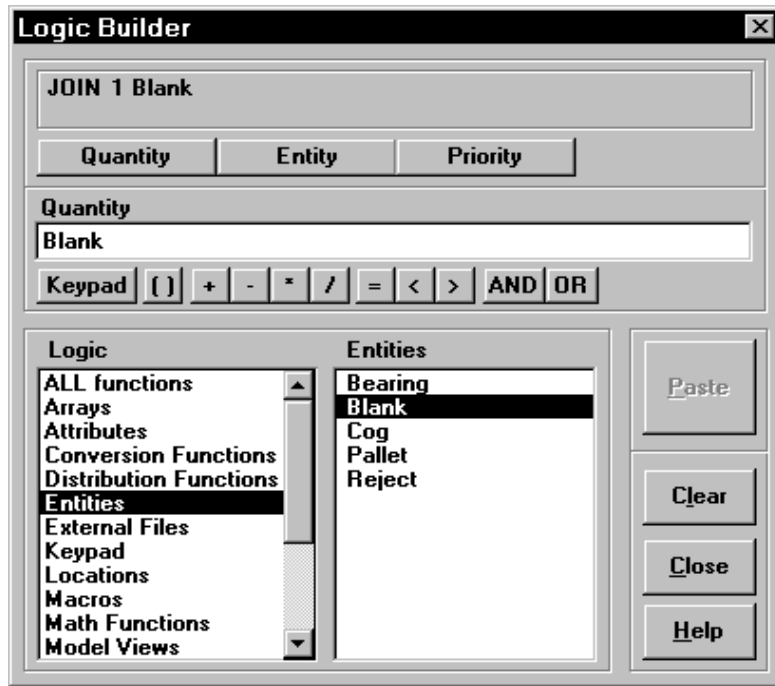 Logic Builder
JOIN 1 Blank
Quantity Entity Priority
Quantity
Blank
Keypad ( ) + - * / = < > AND OR
Logic
ALL functions
Arrays
Attributes
Conversion Functions
Distribution Functions
Entities
External Files
Keypad
Locations
Macros
Math Functions
Model Views
Entities
Bearing
Blank
Cog
Pallet
Reject
Paste
Clear
Close
Help